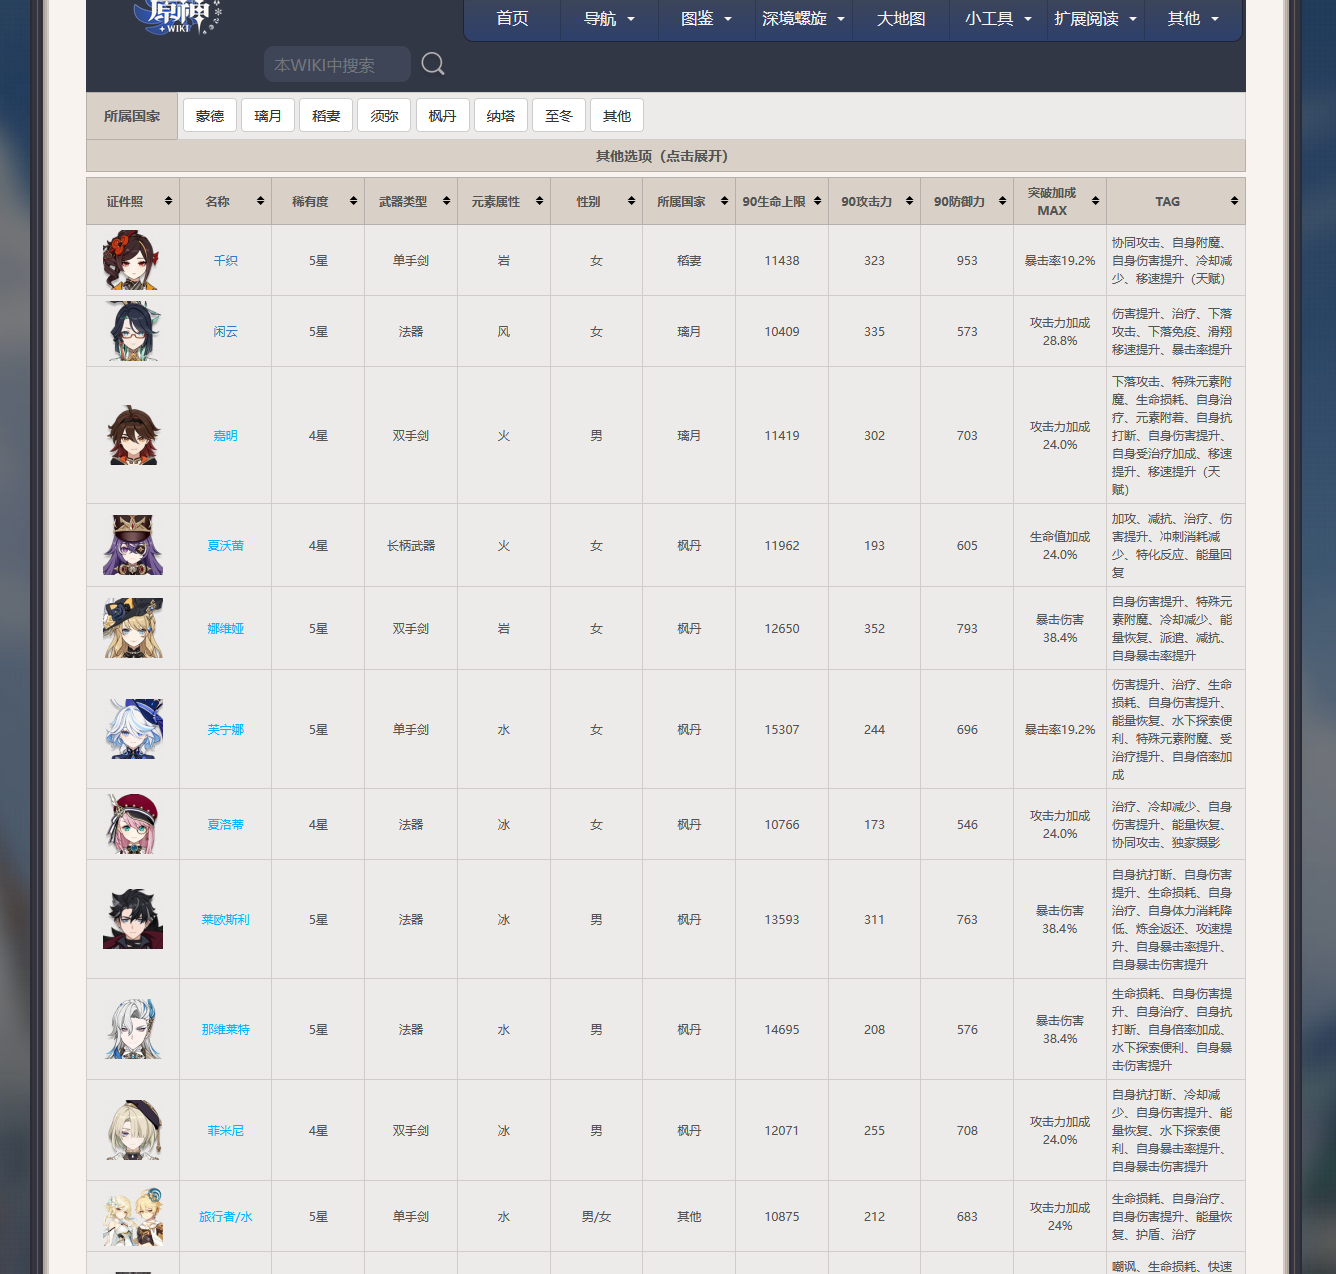 原神
WIKI
首页 导航 图鉴 深境螺旋 大地图 小工具 扩展阅读 其他
本WIKI中搜索
所属国家 蒙德 璃月 稻妻 须弥 枫丹 纳塔 至冬 其他
其他选项（点击展开）
证件照 名称 稀有度 武器类型 元素属性 性别 所属国家 90生命上限 90攻击力 90防御力 突破加成MAX TAG
千织 5星 单手剑 岩 女 稻妻 11438 323 953 暴击率19.2%
协同攻击、自身附魔、
自身伤害提升、冷却减
少、移速提升（天赋）
闲云 5星 法器 风 女 璃月 10409 335 573 攻击力加成
28.8%
伤害提升、治疗、下落
攻击、下落免疫、滑翔
移速提升、暴击率提升
嘉明 4星 双手剑 火 男 璃月 11419 302 703 攻击力加成
24.0%
下落攻击、特殊元素附
魔、生命损耗、自身治
疗、元素附着、自身抗
打断、自身伤害提升、
自身受治疗加成、移速
提升、移速提升（天
赋）
夏沃蕾 4星 长柄武器 火 女 枫丹 11962 193 605 生命值加成
24.0%
加攻、减抗、治疗、伤
害提升、冲刺消耗减
少、特化反应、能量回
复
娜维娅 5星 双手剑 岩 女 枫丹 12650 352 793 暴击伤害
38.4%
自身伤害提升、特殊元
素附魔、冷却减少、能
量恢复、派遣、减抗、
自身暴击率提升
芙宁娜 5星 单手剑 水 女 枫丹 15307 244 696 暴击率19.2%
伤害提升、治疗、生命
损耗、自身伤害提升、
能量恢复、水下探索便
利、特殊元素附魔、受
治疗提升、自身倍率加
成
夏洛蒂 4星 法器 冰 女 枫丹 10766 173 546 攻击力加成
24.0%
治疗、冷却减少、自身
伤害提升、能量恢复、
协同攻击、独家摄影
莱欧斯利 5星 法器 冰 男 枫丹 13593 311 763 暴击伤害
38.4%
自身抗打断、自身伤害
提升、生命损耗、自身
治疗、自身体力消耗降
低、炼金返还、攻速提
升、自身暴击率提升、
自身暴击伤害提升
那维莱特 5星 法器 水 男 枫丹 14695 208 576 暴击伤害
38.4%
生命损耗、自身伤害提
升、自身治疗、自身抗
打断、自身倍率加成、
水下探索便利、自身暴
击伤害提升
菲米尼 4星 双手剑 冰 男 枫丹 12071 255 708 攻击力加成
24.0%
自身抗打断、冷却减
少、自身伤害提升、能
量恢复、水下探索便
利、自身暴击率提升、
自身暴击伤害提升
旅行者/水 5星 单手剑 水 男/女 其他 10875 212 683 攻击力加成
24%
生命损耗、自身治疗、
自身伤害提升、能量恢
复、护盾、治疗
嘲讽、生命损耗、快速